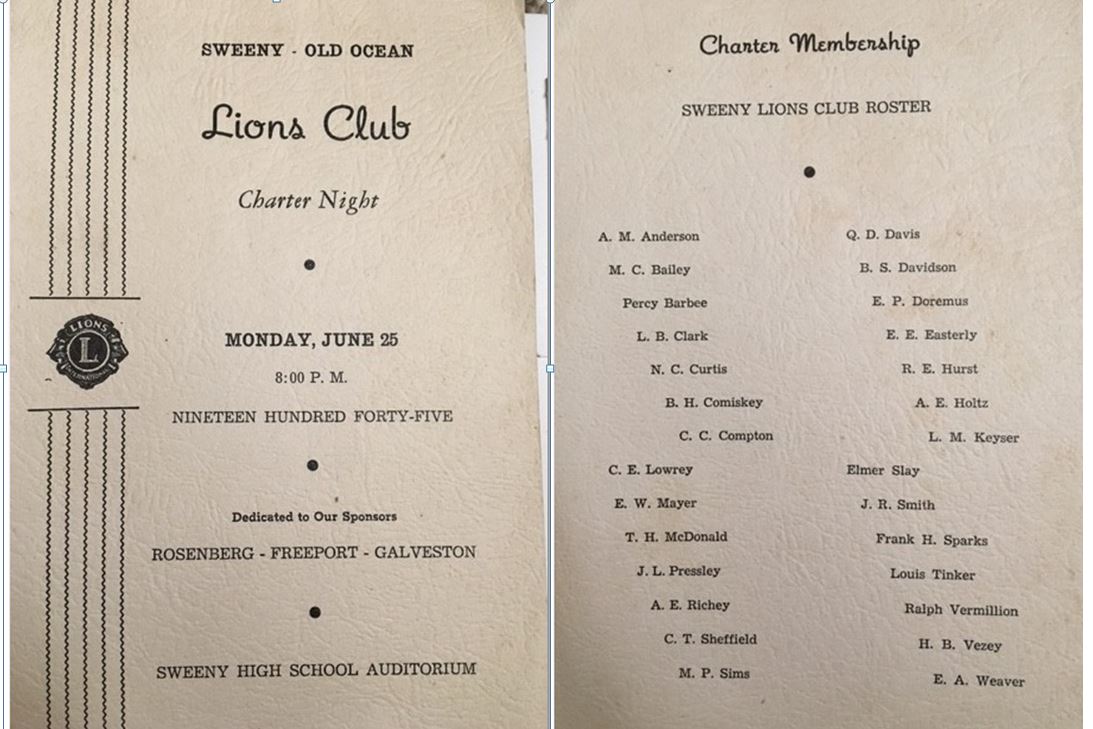 SWEENY - OLD OCEAN
Lions Club
Charter Night
LIONS
L
INTERNATIONAL
MONDAY, JUNE 25
8:00 P. M.
NINETEEN HUNDRED FORTY-FIVE
Dedicated to Our Sponsors
ROSENBERG - FREEPORT - GALVESTON
SWEENY HIGH SCHOOL AUDITORIUM
Charter Membership
SWEENY LIONS CLUB ROSTER
A. M. Anderson
M. C. Bailey
Percy Barbee
L. B. Clark
N. C. Curtis
B. H. Comiskey
C. C. Compton
Q. D. Davis
B. S. Davidson
E. P. Doremus
E. E. Easterly
R. E. Hurst
A. E. Holtz
L. M. Keyser
C. E. Lowrey
E. W. Mayer
T. H. McDonald
J. L. Pressley
A. E. Richey
C. T. Sheffield
M. P. Sims
Elmer Slay
J. R. Smith
Frank H. Sparks
Louis Tinker
Ralph Vermillion
H. B. Vezey
E. A. Weaver